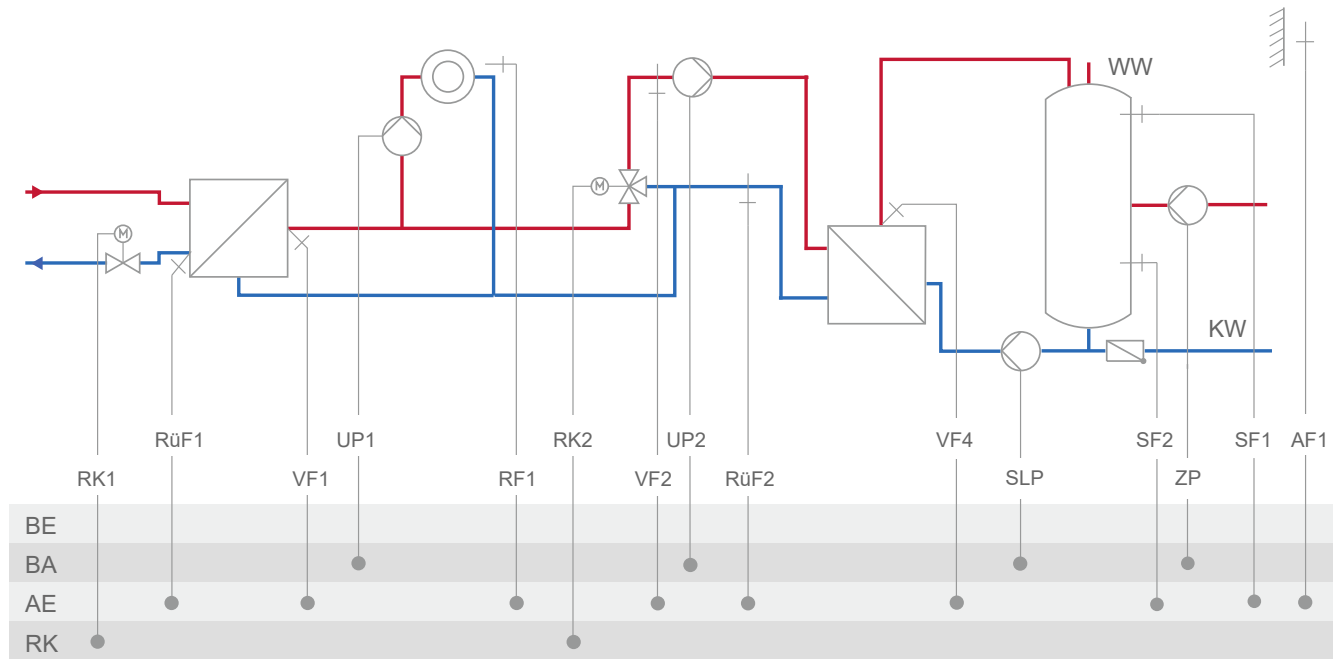 WW
M
M
KW
RüF1 UP1 RK2 UP2 VF4 SF2 SF1 AF1
RK1 VF1 RF1 VF2 RüF2 SLP ZP
BE
BA
AE
RK